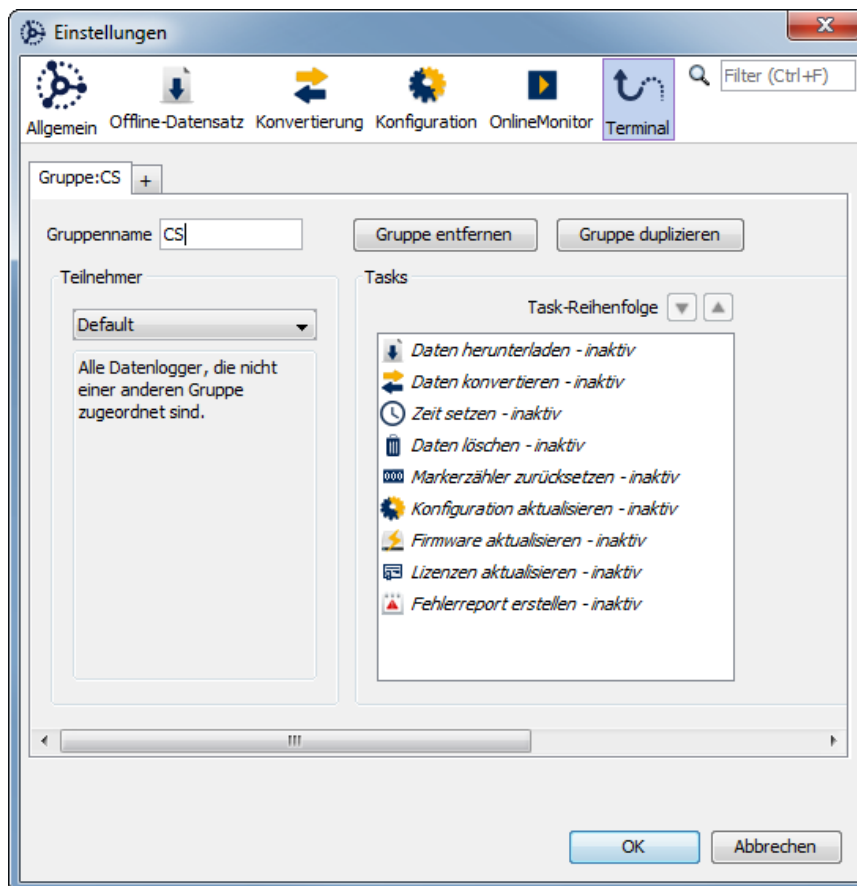 Einstellungen
Allgemein Offline-Datensatz Konvertierung Konfiguration OnlineMonitor Terminal Filter (Ctrl+F)
Gruppe:CS +
Gruppenname CS Gruppe entfernen Gruppe duplizieren
Teilnehmer
Default
Alle Datenlogger, die nicht
einer anderen Gruppe
zugeordnet sind.
Tasks
Task-Reihenfolge
Daten herunterladen - inaktiv
Daten konvertieren - inaktiv
Zeit setzen - inaktiv
Daten löschen - inaktiv
000 Markerzähler zurücksetzen - inaktiv
Konfiguration aktualisieren - inaktiv
Firmware aktualisieren - inaktiv
Lizenzen aktualisieren - inaktiv
Fehlerreport erstellen - inaktiv
OK Abbrechen